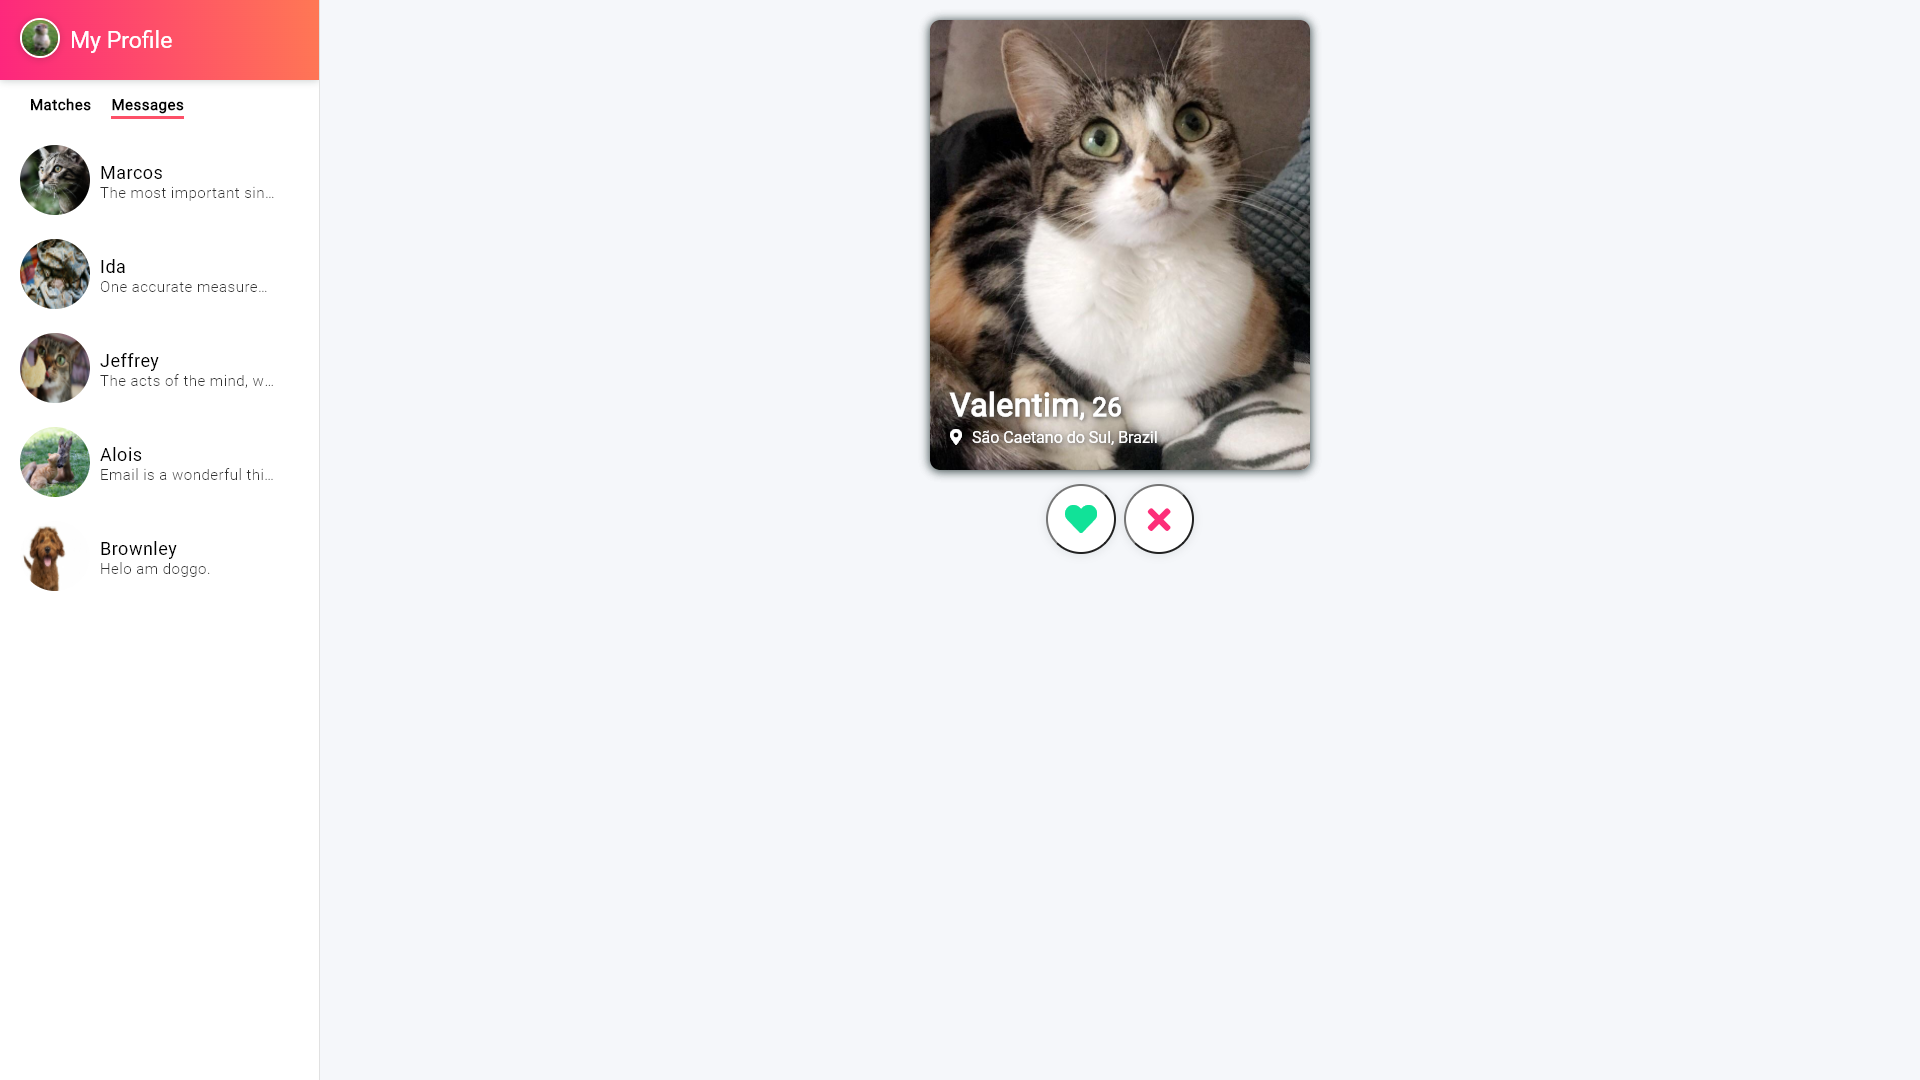 My Profile
Matches Messages
Marcos
The most important sin...
Ida
One accurate measure...
Jeffrey
The acts of the mind, w...
Alois
Email is a wonderful thi...
Brownley
Helo am doggo.
Valentim, 26
São Caetano do Sul, Brazil